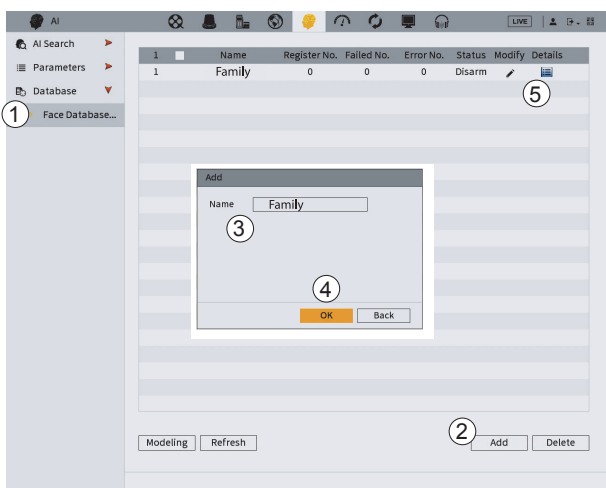 AI
LIVE
AI Search
Parameters
Database
1 Face Database...
1 Name Register No. Failed No. Error No. Status Modify Details
1 Family 0 0 0 Disarm
5
Add
Name Family
3
4
OK Back
2
Modeling Refresh Add Delete